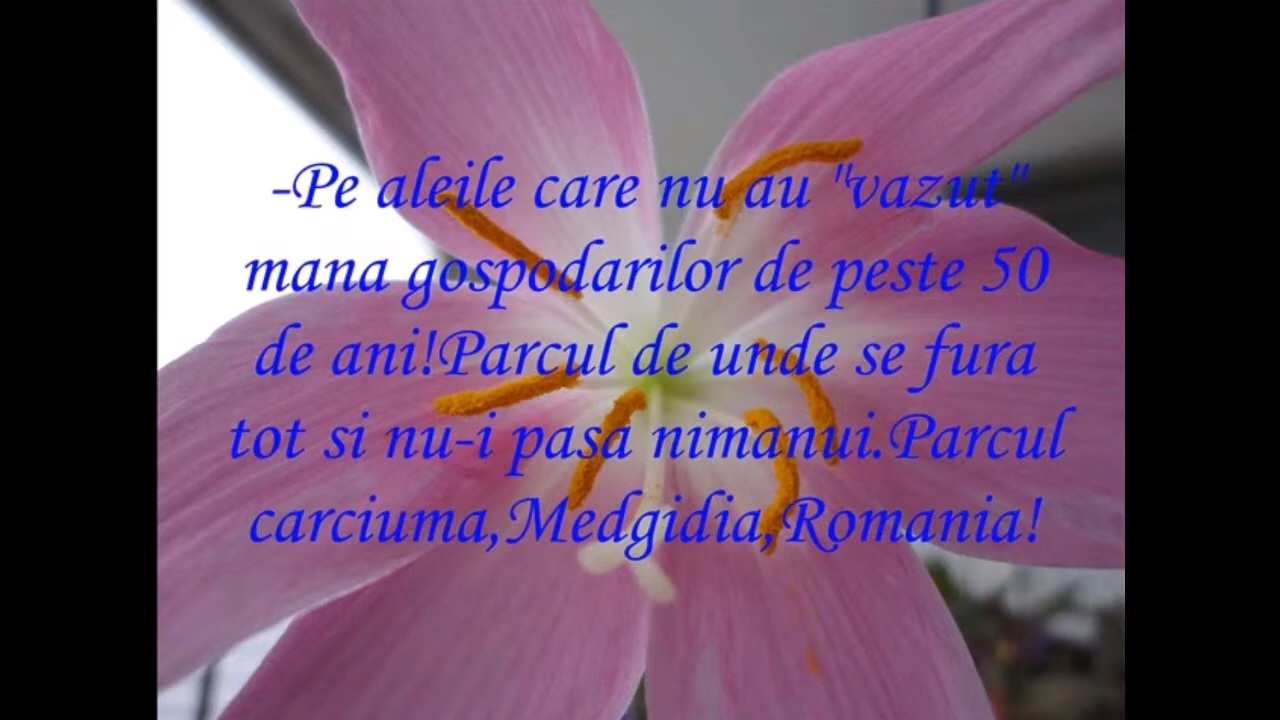 -Pe aleile care nu au "vazut"
mana gospodarilor de peste 50
de ani!Parcul de unde se fura
tot si nu-i pasa nimanui.Parcul
carciuma,Medgidia,Romania!